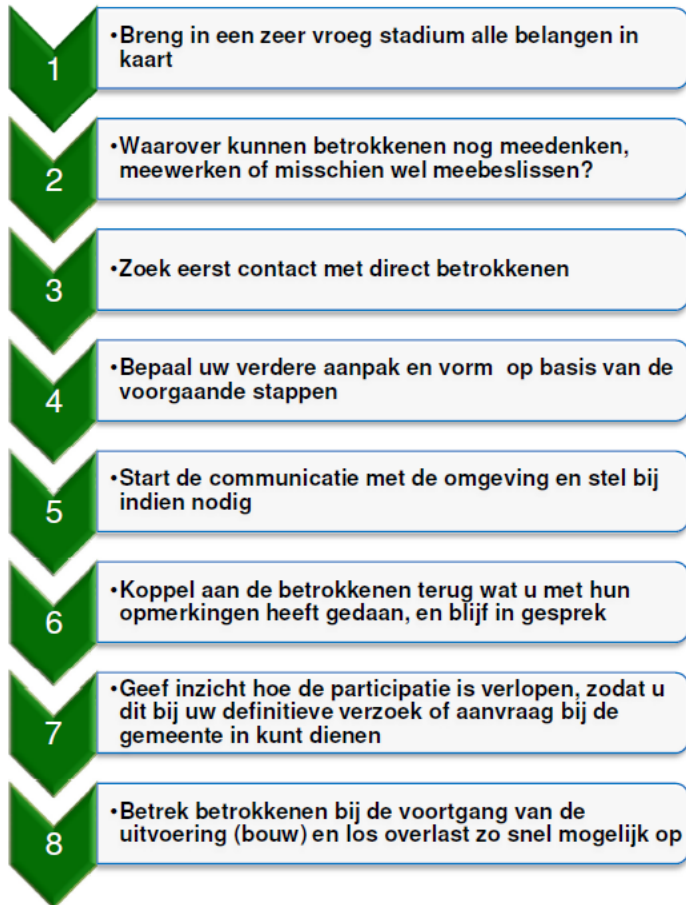 1
•Breng in een zeer vroeg stadium alle belangen in
kaart
2
•Waarover kunnen betrokkenen nog meedenken,
meewerken of misschien wel meebeslissen?
3
•Zoek eerst contact met direct betrokkenen
4
•Bepaal uw verdere aanpak en vorm op basis van de
voorgaande stappen
5
•Start de communicatie met de omgeving en stel bij
indien nodig
6
•Koppel aan de betrokkenen terug wat u met hun
opmerkingen heeft gedaan, en blijf in gesprek
7
•Geef inzicht hoe de participatie is verlopen, zodat u
dit bij uw definitieve verzoek of aanvraag bij de
gemeente in kunt dienen
8
•Betrek betrokkenen bij de voortgang van de
uitvoering (bouw) en los overlast zo snel mogelijk op